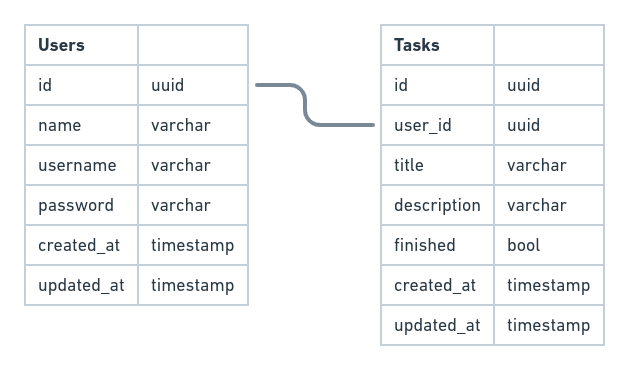 Users
id uuid
name varchar
username varchar
password varchar
created_at timestamp
updated_at timestamp
Tasks
id uuid
user_id uuid
title varchar
description varchar
finished bool
created_at timestamp
updated_at timestamp